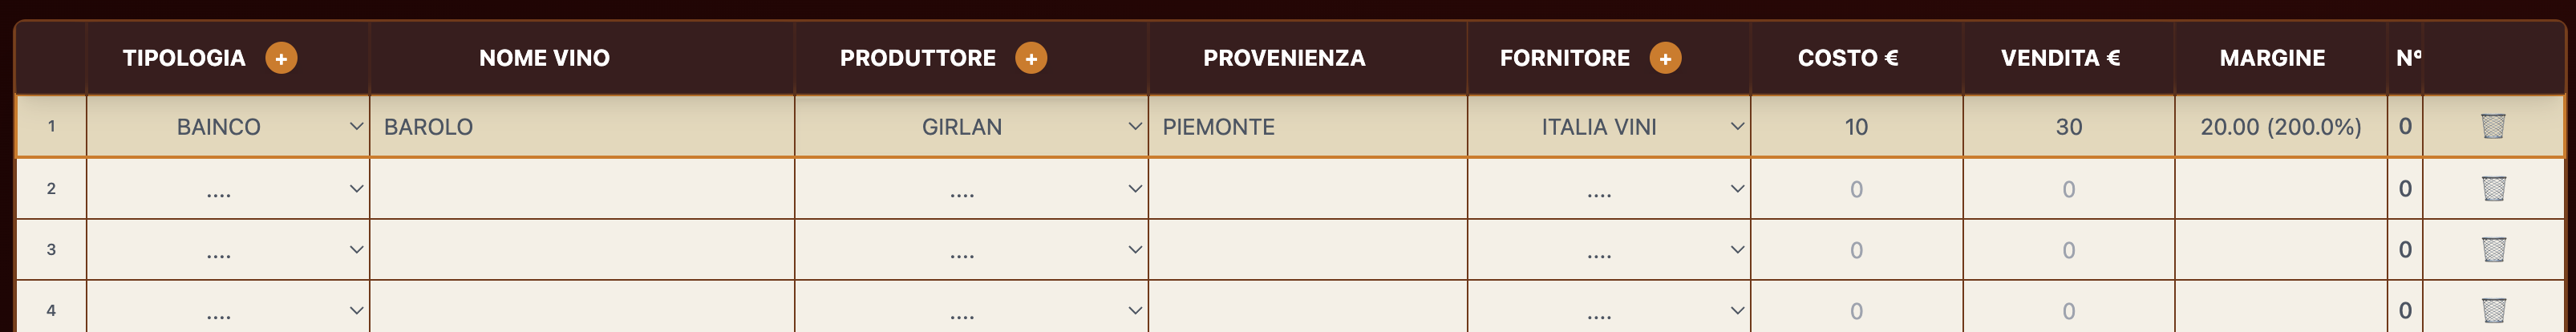 TIPOLOGIA + NOME VINO PRODUTTORE + PROVENIENZA FORNITORE + COSTO € VENDITA € MARGINE N°
1 BAINCO BAROLO GIRLAN PIEMONTE ITALIA VINI 10 30 20.00 (200.0%) 0
2 .... .... .... 0 0 0
3 .... .... .... 0 0 0
4 .... .... .... 0 0 0